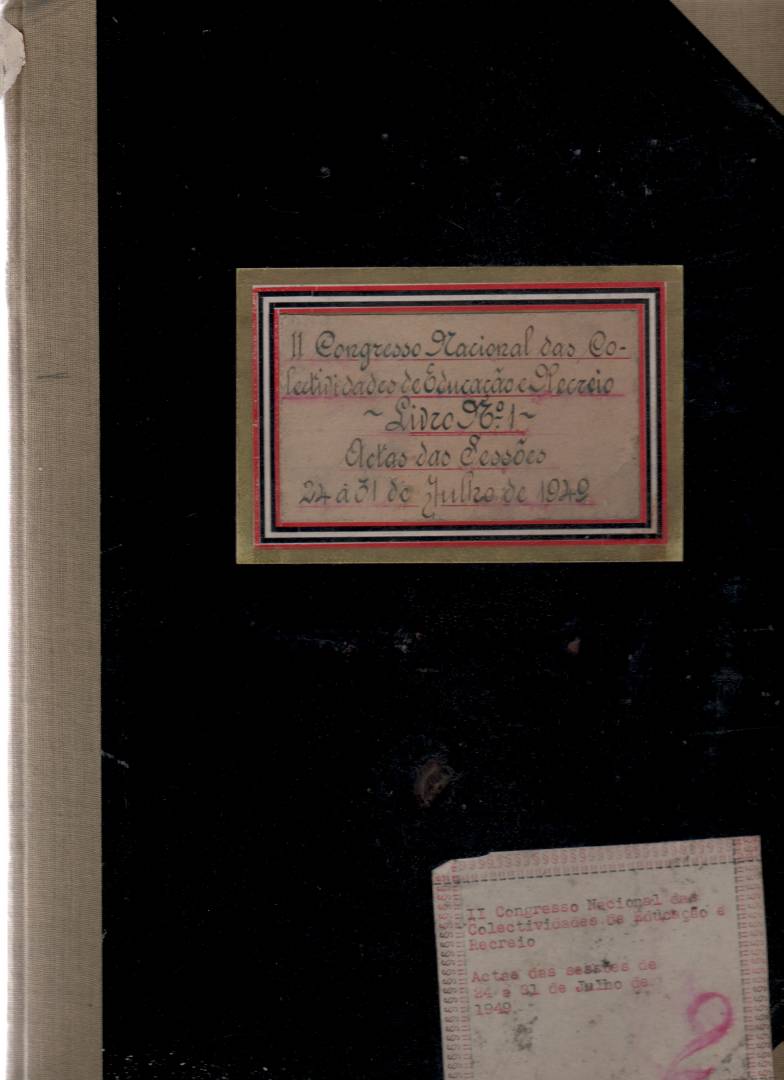 II Congresso Nacional das Co-
lectividades de Educação e Recreio
~ Livro Nº. 1 ~
Actas das Sessões
24 á 31 de Julho de 1949
II Congresso Nacional das
Colectividades de Educação e
Recreio
Actas das sessões de
24 a 31 de Julho de
1949
2